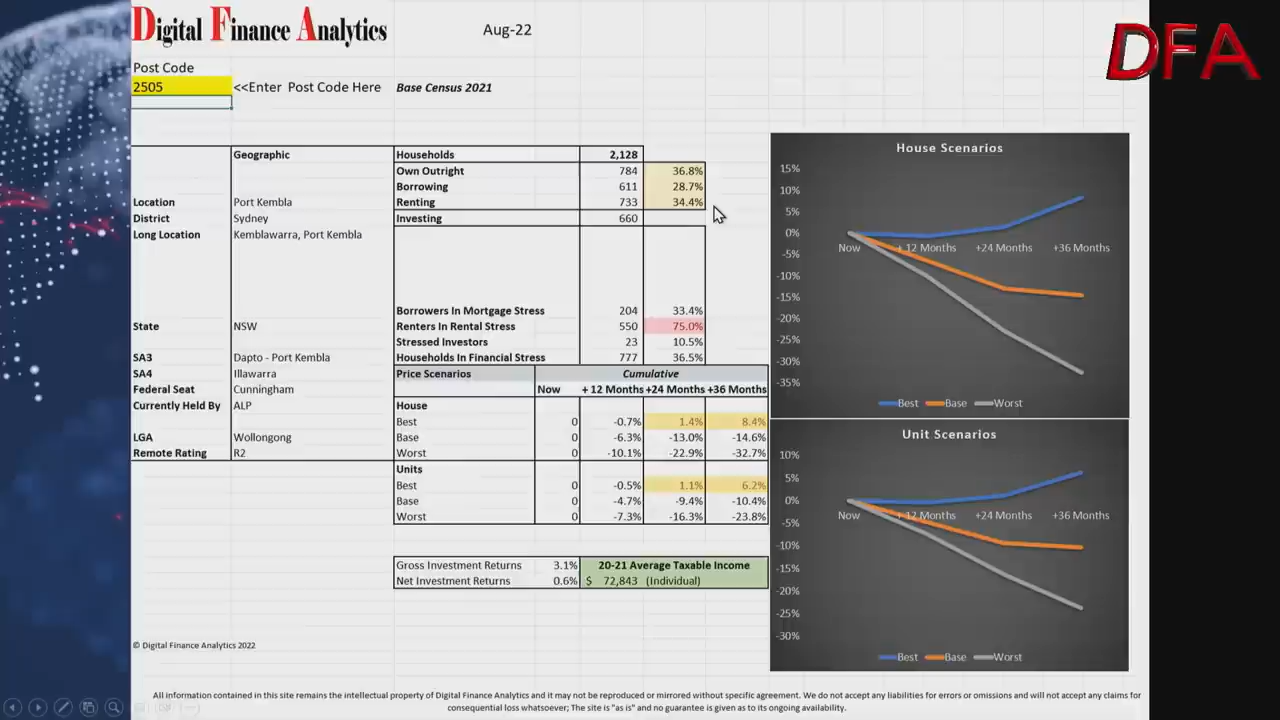 Digital Finance Analytics
Aug-22
DFA
Post Code
2505 <<Enter Post Code Here Base Census 2021
Geographic Households 2,128
Own Outright 784 36.8%
Borrowing 611 28.7%
Location Port Kembla Renting 733 34.4%
District Sydney Investing 660
Long Location Kemblawarra, Port Kembla
Borrowers In Mortgage Stress 204 33.4%
State NSW Renters In Rental Stress 550 75.0%
Stressed Investors 23 10.5%
SA3 Dapto - Port Kembla Households In Financial Stress 777 36.5%
SA4 Illawarra Price Scenarios Cumulative
Federal Seat Cunningham Now + 12 Months +24 Months +36 Months
Currently Held By ALP House
Best 0 -0.7% 1.4% 8.4%
LGA Wollongong Base 0 -6.3% -13.0% -14.6%
Remote Rating R2 Worst 0 -10.1% -22.9% -32.7%
Units
Best 0 -0.5% 1.1% 6.2%
Base 0 -4.7% -9.4% -10.4%
Worst 0 -7.3% -16.3% -23.8%
Gross Investment Returns 3.1% 20-21 Average Taxable Income
Net Investment Returns 0.6% $ 72,843 (Individual)
House Scenarios
15%
10%
5%
0%
Now + 12 Months +24 Months +36 Months
-5%
-10%
-15%
-20%
-25%
-30%
-35%
Best Base Worst
Unit Scenarios
10%
5%
0%
Now + 12 Months +24 Months +36 Months
-5%
-10%
-15%
-20%
-25%
-30%
Best Base Worst
© Digital Finance Analytics 2022
All information contained in this site remains the intellectual property of Digital Finance Analytics and it may not be reproduced or mirrored without specific agreement. We do not accept any liabilities for errors or omissions and will not accept any claims for
consequential loss whatsoever; The site is "as is" and no guarantee is given as to its ongoing availability.